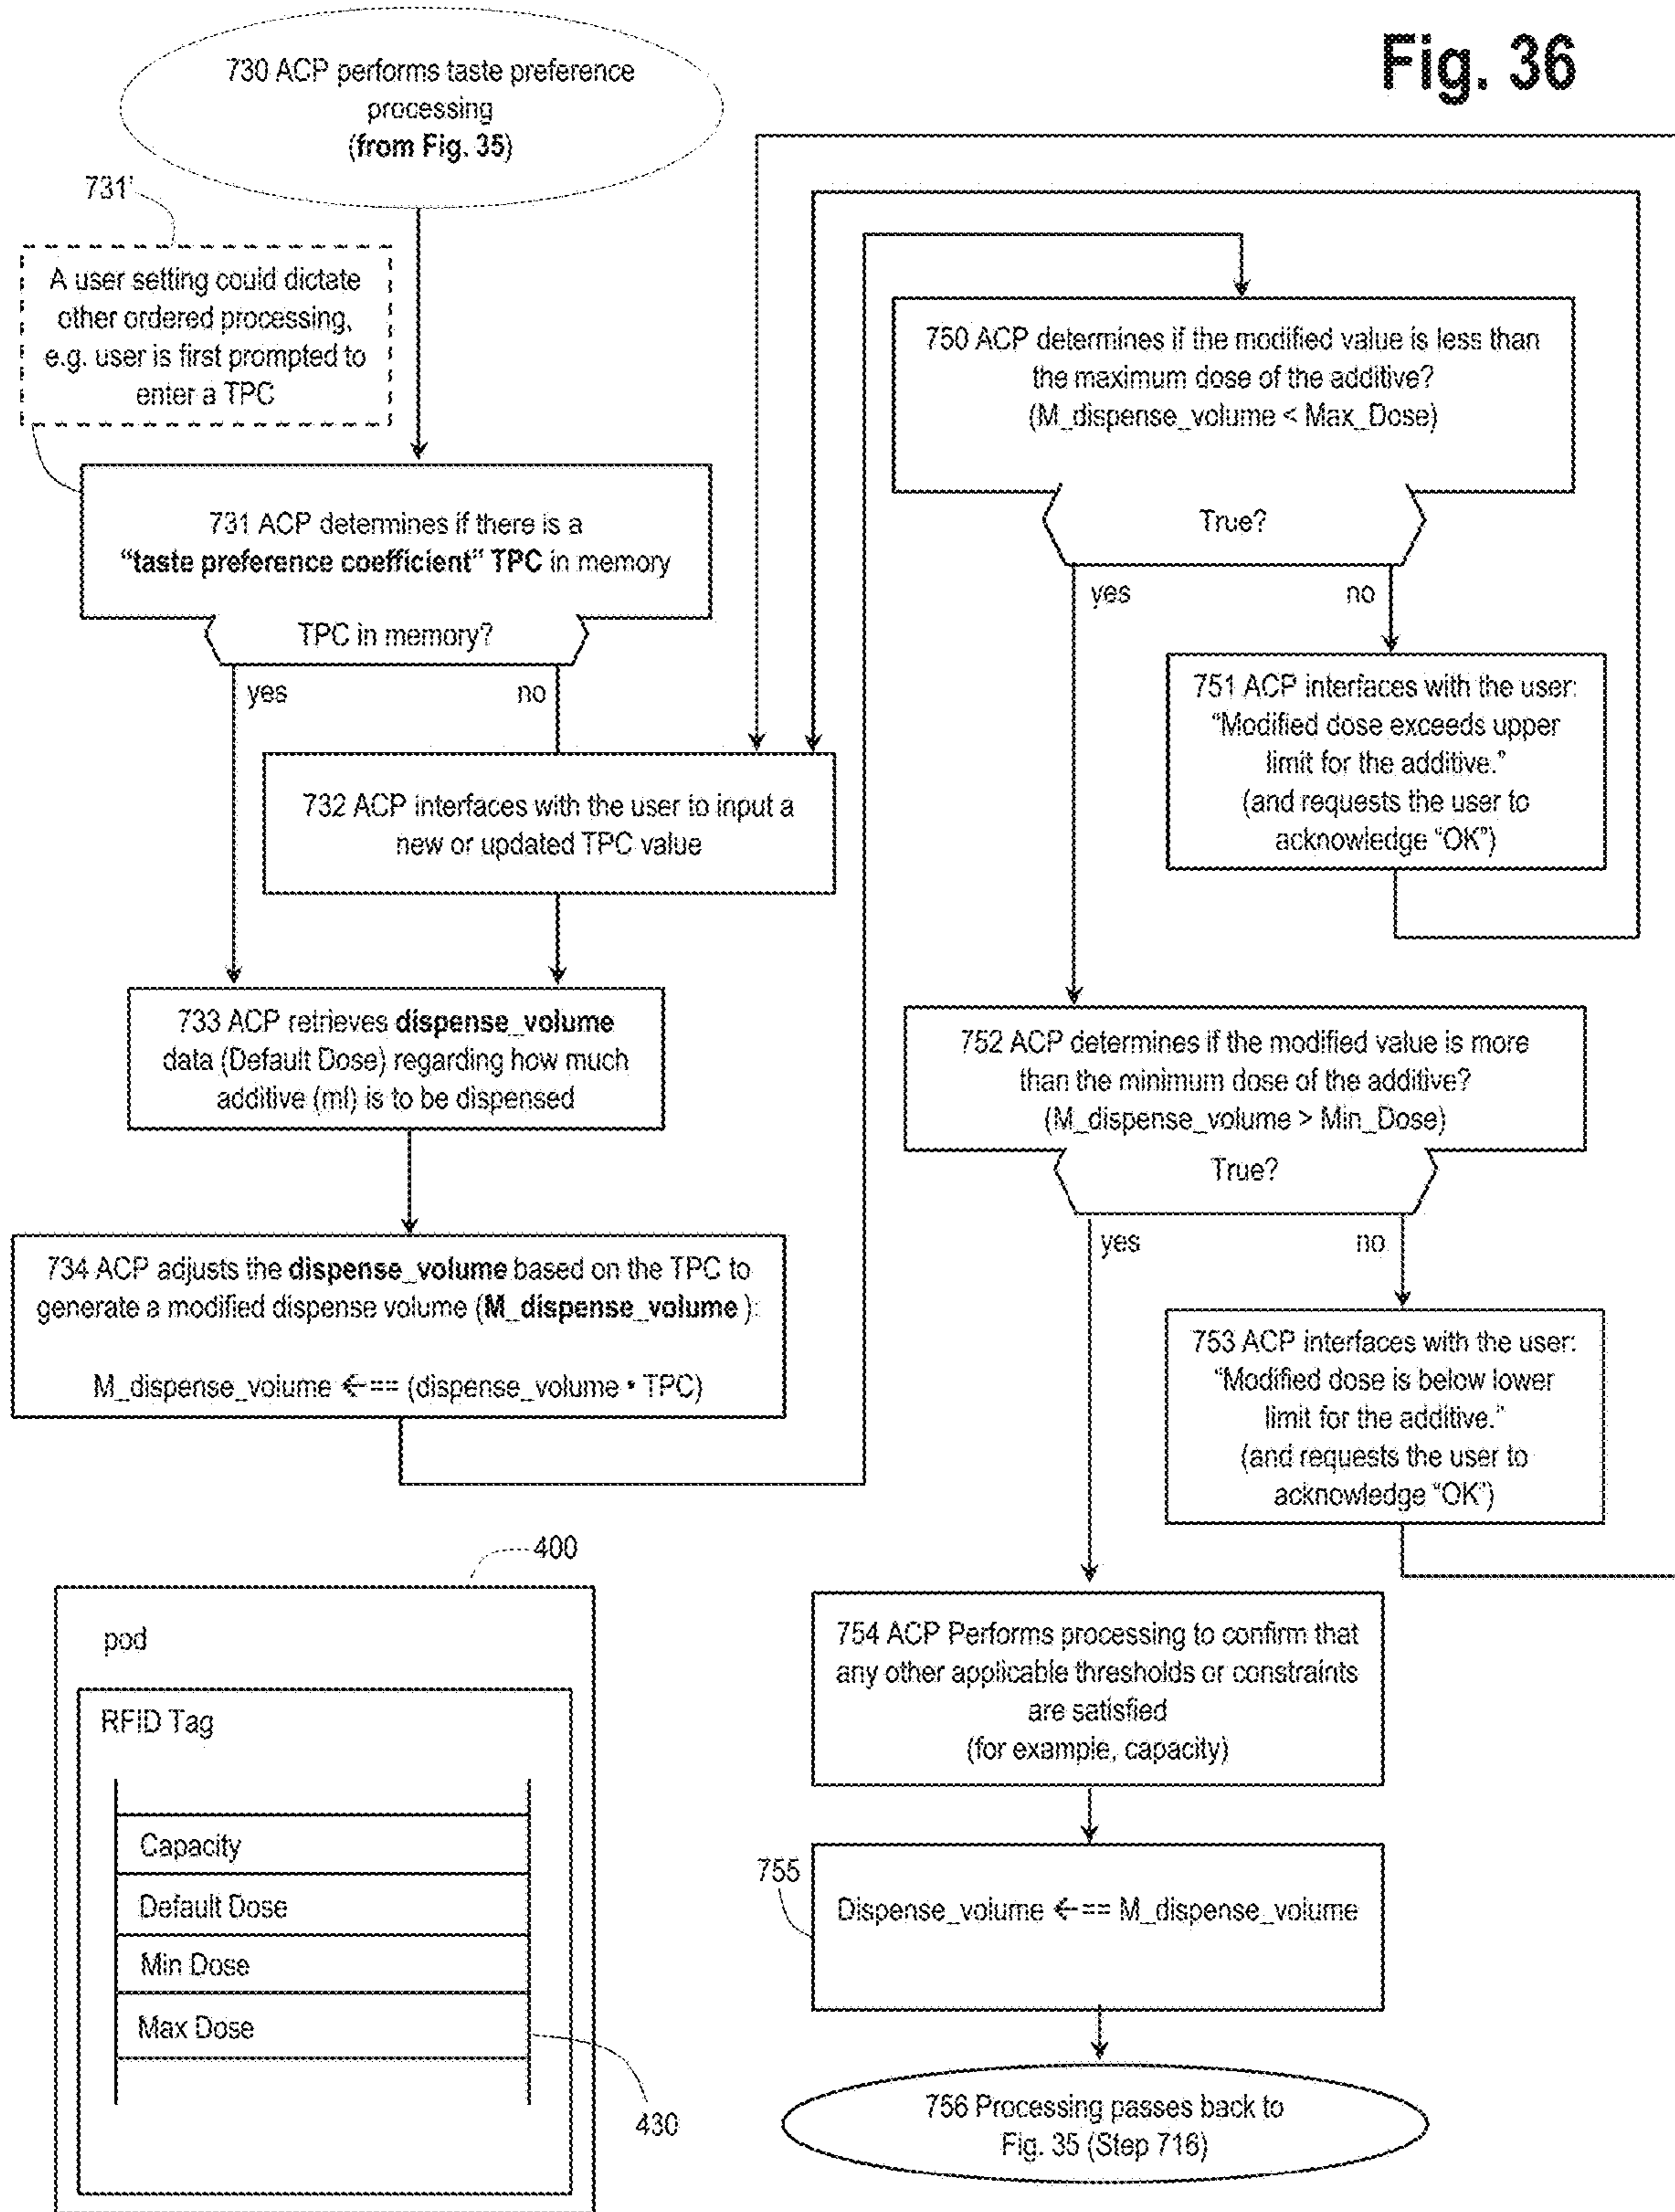 Fig. 36
730 ACP performs taste preference
processing
(from Fig. 35)
731'
A user setting could dictate
other ordered processing,
e.g. user is first prompted to
enter a TPC
731 ACP determines if there is a
“taste preference coefficient” TPC in memory
TPC in memory?
yes
no
732 ACP interfaces with the user to input a
new or updated TPC value
733 ACP retrieves dispense_volume
data (Default Dose) regarding how much
additive (ml) is to be dispensed
734 ACP adjusts the dispense_volume based on the TPC to
generate a modified dispense volume (M_dispense_volume ):
M_dispense_volume ←== (dispense_volume • TPC)
750 ACP determines if the modified value is less than
the maximum dose of the additive?
(M_dispense_volume < Max_Dose)
True?
yes
no
751 ACP interfaces with the user:
“Modified dose exceeds upper
limit for the additive.”
(and requests the user to
acknowledge “OK”)
752 ACP determines if the modified value is more
than the minimum dose of the additive?
(M_dispense_volume > Min_Dose)
True?
yes
no
753 ACP interfaces with the user:
“Modified dose is below lower
limit for the additive.”
(and requests the user to
acknowledge “OK”)
754 ACP Performs processing to confirm that
any other applicable thresholds or constraints
are satisfied
(for example, capacity)
755
Dispense_volume ←== M_dispense_volume
756 Processing passes back to
Fig. 35 (Step 716)
400
pod
RFID Tag
Capacity
Default Dose
Min Dose
Max Dose
430